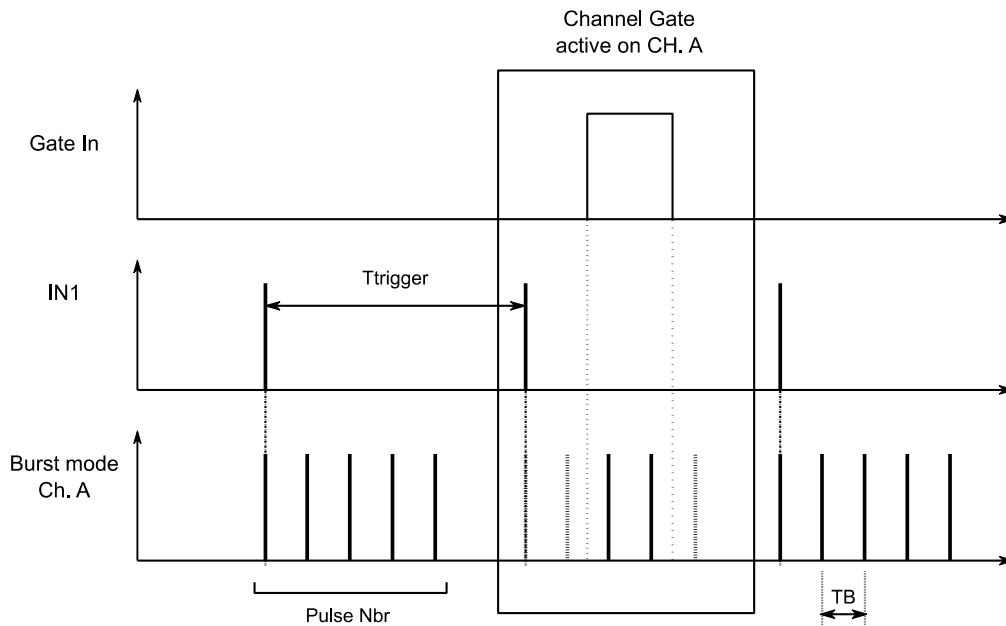 Channel Gate
active on CH. A
Gate In
Ttrigger
IN1
Burst mode
Ch. A
Pulse Nbr
TB